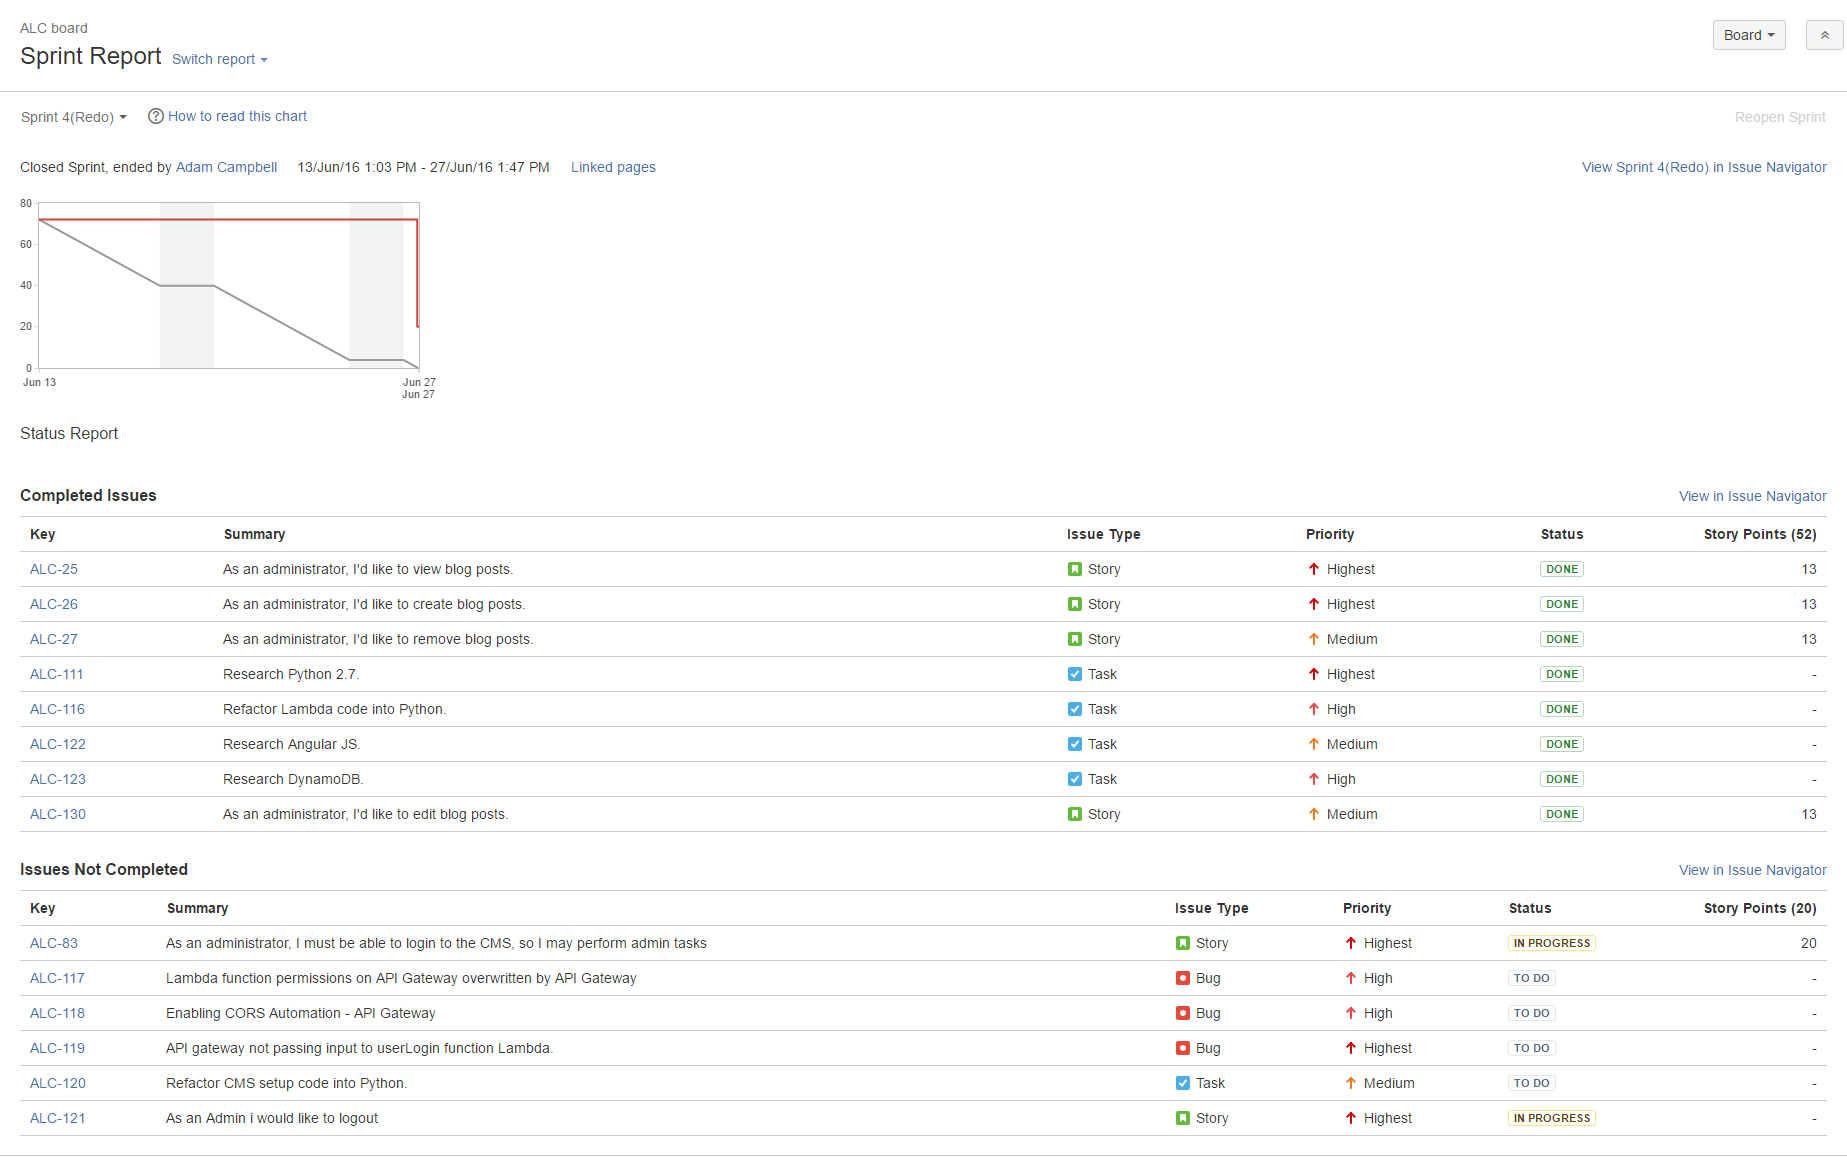 ALC board
Sprint Report Switch report
Board
Sprint 4(Redo) How to read this chart Reopen Sprint
Closed Sprint, ended by Adam Campbell 13/Jun/16 1:03 PM - 27/Jun/16 1:47 PM Linked pages View Sprint 4(Redo) in Issue Navigator
80
60
40
20
0
Jun 13 Jun 27
Jun 27
Status Report
Completed Issues View in Issue Navigator
Key Summary Issue Type Priority Status Story Points (52)
ALC-25 As an administrator, I'd like to view blog posts. Story Highest DONE 13
ALC-26 As an administrator, I'd like to create blog posts. Story Highest DONE 13
ALC-27 As an administrator, I'd like to remove blog posts. Story Medium DONE 13
ALC-111 Research Python 2.7. Task Highest DONE -
ALC-116 Refactor Lambda code into Python. Task High DONE -
ALC-122 Research Angular JS. Task Medium DONE -
ALC-123 Research DynamoDB. Task High DONE -
ALC-130 As an administrator, I'd like to edit blog posts. Story Medium DONE 13
Issues Not Completed View in Issue Navigator
Key Summary Issue Type Priority Status Story Points (20)
ALC-83 As an administrator, I must be able to login to the CMS, so I may perform admin tasks Story Highest IN PROGRESS 20
ALC-117 Lambda function permissions on API Gateway overwritten by API Gateway Bug High TO DO -
ALC-118 Enabling CORS Automation - API Gateway Bug High TO DO -
ALC-119 API gateway not passing input to userLogin function Lambda. Bug Highest TO DO -
ALC-120 Refactor CMS setup code into Python. Task Medium TO DO -
ALC-121 As an Admin i would like to logout Story Highest IN PROGRESS -